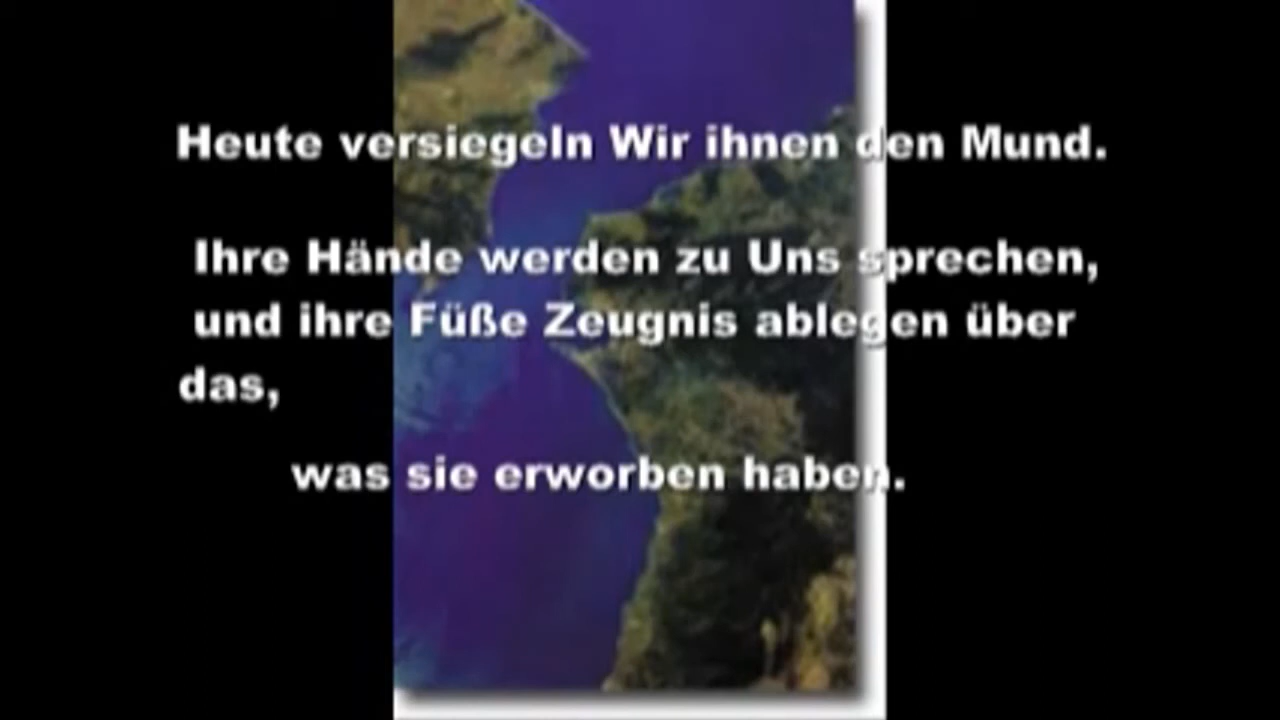 Heute versiegeln Wir ihnen den Mund.
Ihre Hände werden zu Uns sprechen,
und ihre Füße Zeugnis ablegen über
das,
was sie erworben haben.